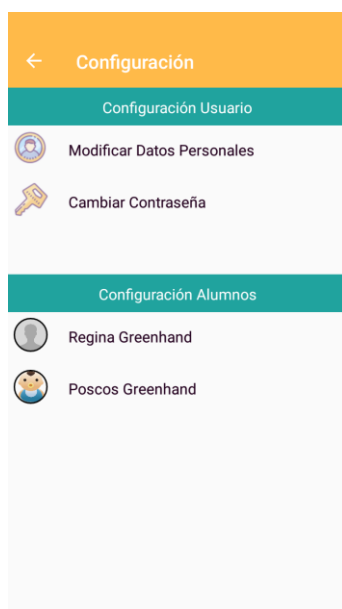 Configuración
Configuración Usuario
Modificar Datos Personales
Cambiar Contraseña
Configuración Alumnos
Regina Greenhand
Poscos Greenhand